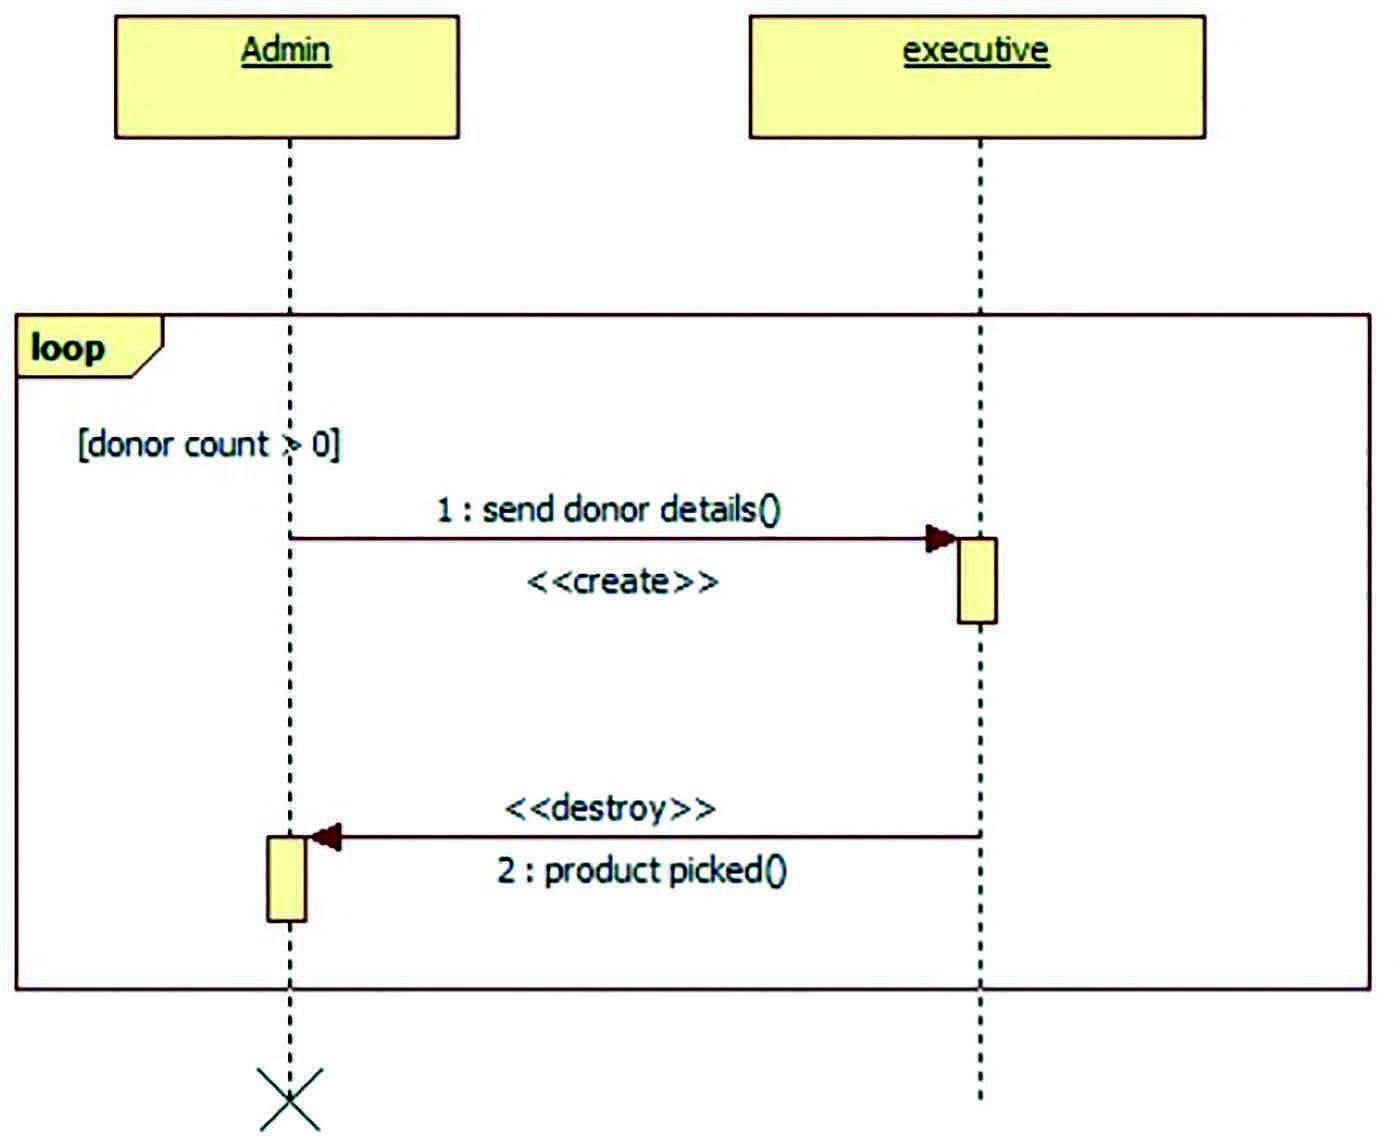 Admin
executive
loop
[donor count > 0]
1 : send donor details()
<<create>>
<<destroy>>
2 : product picked()